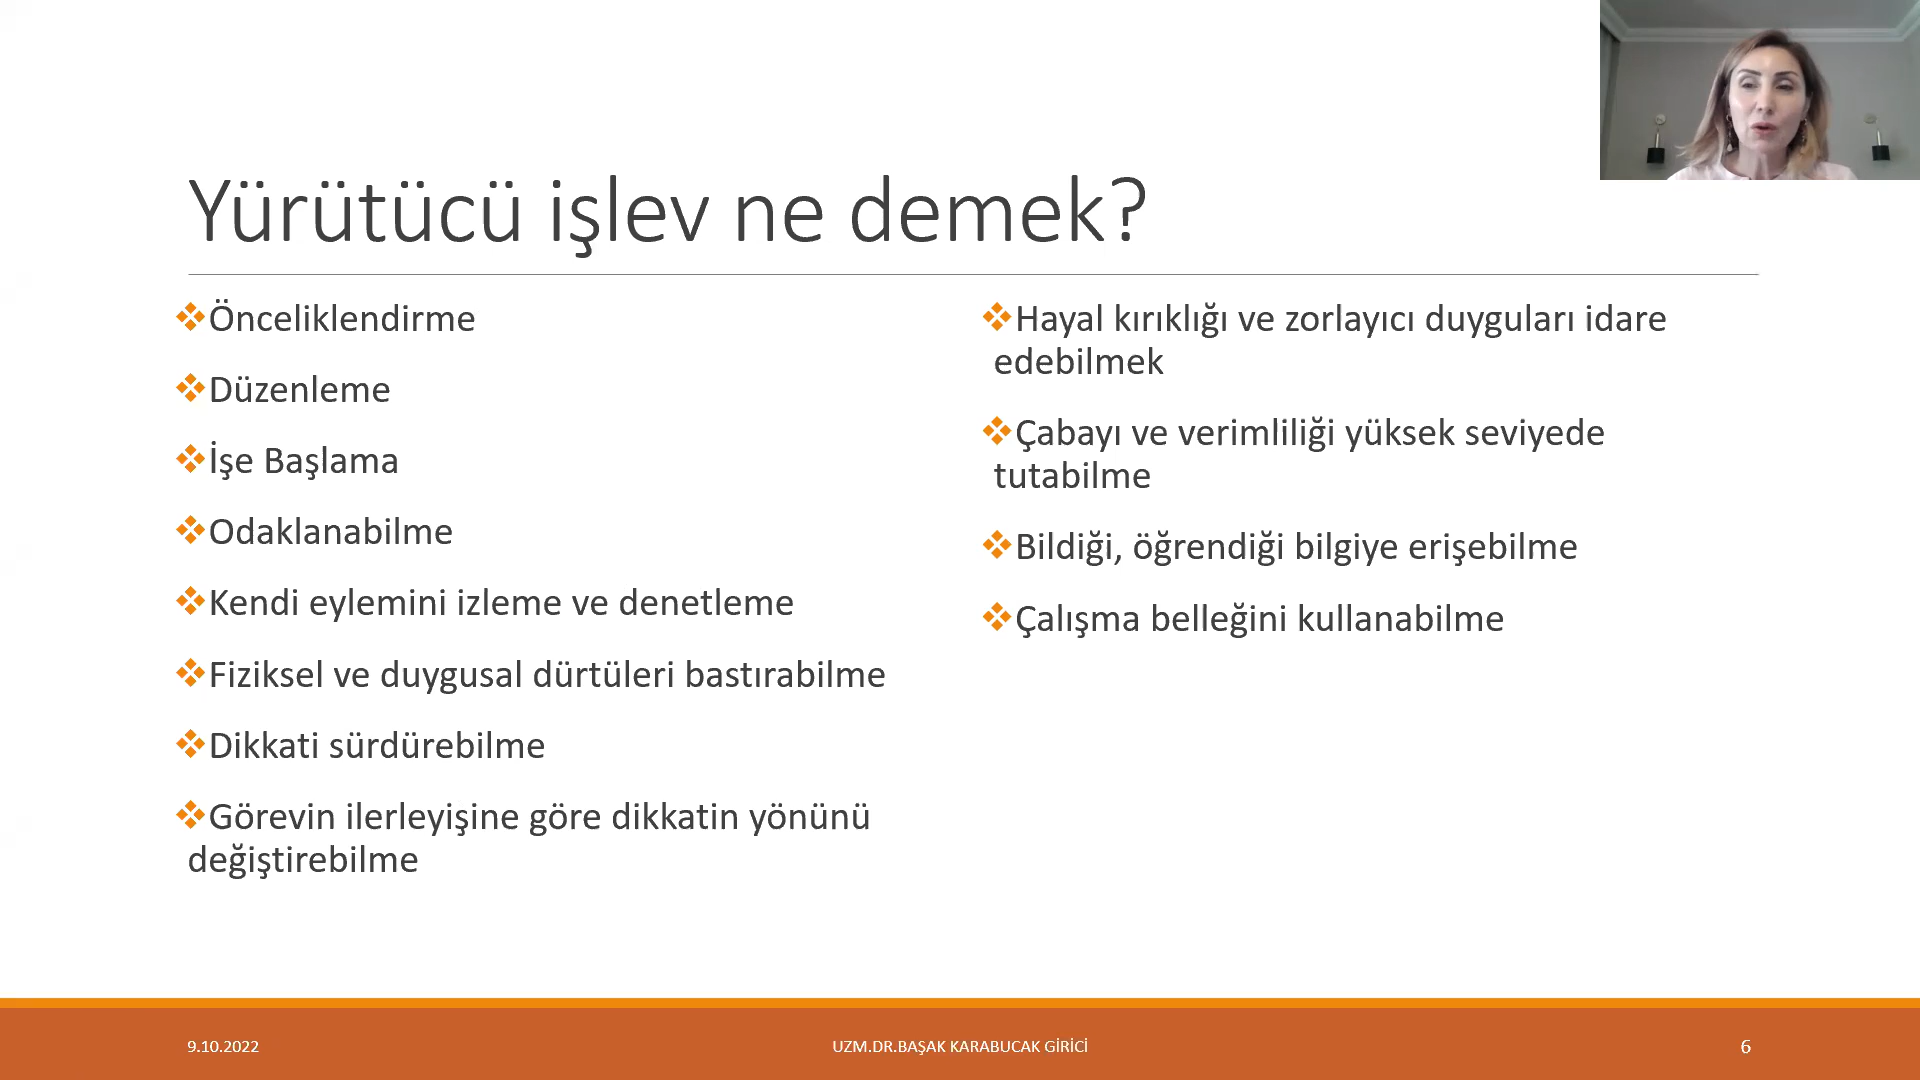 Yürütücü işlev ne demek?
Önceliklendirme
Düzenleme
İşe Başlama
Odaklanabilme
Kendi eylemini izleme ve denetleme
Fiziksel ve duygusal dürtüleri bastırabilme
Dikkati sürdürebilme
Görevin ilerleyişine göre dikkatin yönünü
değiştirebilme
Hayal kırıklığı ve zorlayıcı duyguları idare
edebilmek
Çabayı ve verimliliği yüksek seviyede
tutabilme
Bildiği, öğrendiği bilgiye erişebilme
Çalışma belleğini kullanabilme
9.10.2022
UZM.DR.BAŞAK KARABUCAK GİRİCİ
6